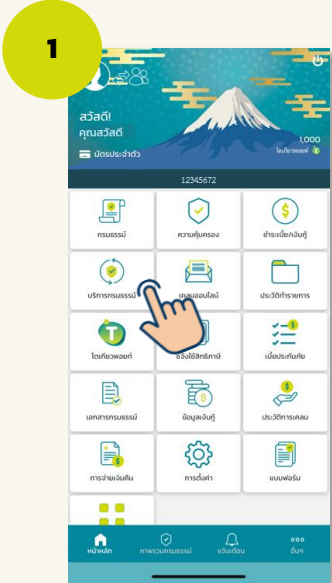 1
สวัสดี!
คุณสวัสดี
บัตรประจำตัว
1,000
โตเกียวพอยท์
12345672
กรมธรรม์
ความคุ้มครอง
ชำระเบี้ย/เงินกู้
บริการกรมธรรม์
เคลมออนไลน์
ประวัติทำรายการ
โตเกียวพอยท์
แจ้งใช้สิทธิภาษี
เบี้ยประกันภัย
เอกสารกรมธรรม์
ข้อมูลเงินกู้
ประวัติการเคลม
การจ่ายเงินคืน
การตั้งค่า
แบบฟอร์ม
หน้าหลัก
ภาพรวมกรมธรรม์
แจ้งเตือน
อื่นๆ